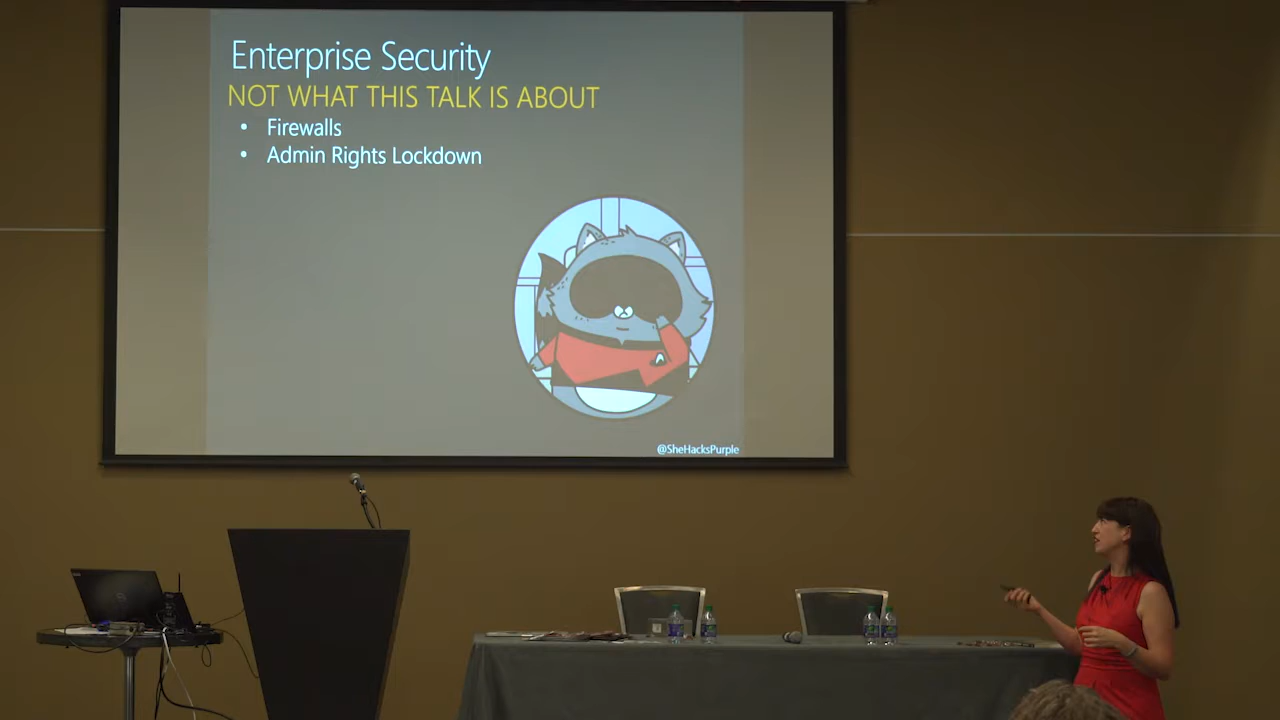 Enterprise Security
NOT WHAT THIS TALK IS ABOUT
• Firewalls
• Admin Rights Lockdown
@SheHacksPurple